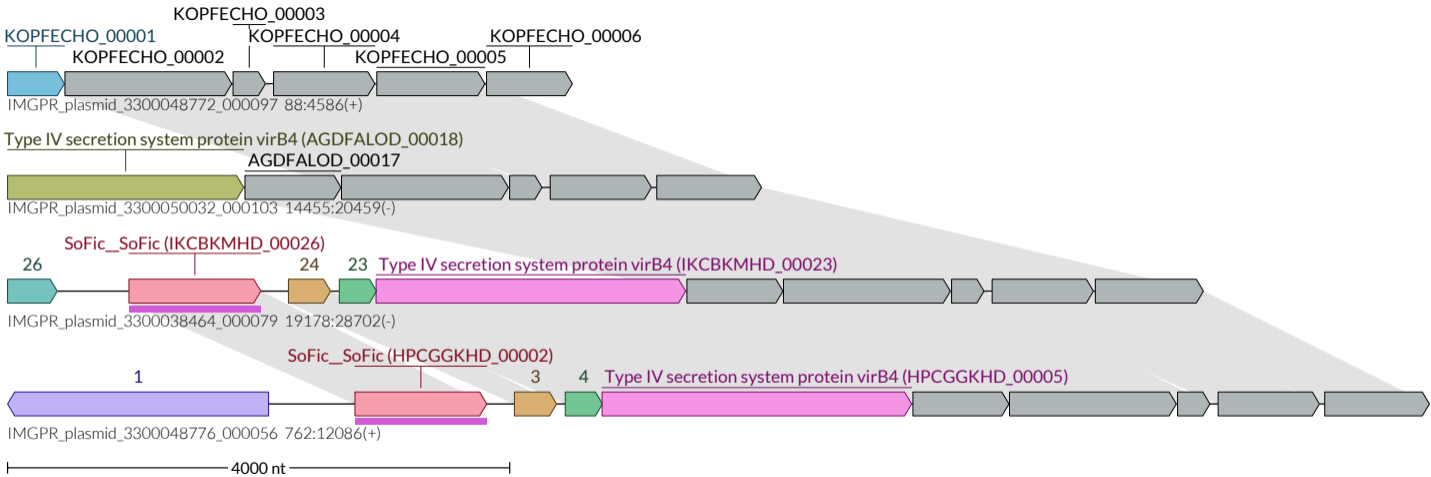 KOPFECHO_00003
KOPFECHO_00001 KOPFECHO_00004 KOPFECHO_00006
KOPFECHO_00002 KOPFECHO_00005
IMGPR_plasmid_3300048772_000097 88:4586(+)
Type IV secretion system protein virB4 (AGDFALOD_00018)
AGDFALOD_00017
IMGPR_plasmid_3300050032_000103 14455:20459(-)
SoFic__SoFic (IKCBKMHD_00026)
26 24 23 Type IV secretion system protein virB4 (IKCBKMHD_00023)
IMGPR_plasmid_3300038464_000079 19178:28702(-)
SoFic__SoFic (HPCGGKHD_00002)
1 3 4 Type IV secretion system protein virB4 (HPCGGKHD_00005)
IMGPR_plasmid_3300048776_000056 762:12086(+)
4000 nt